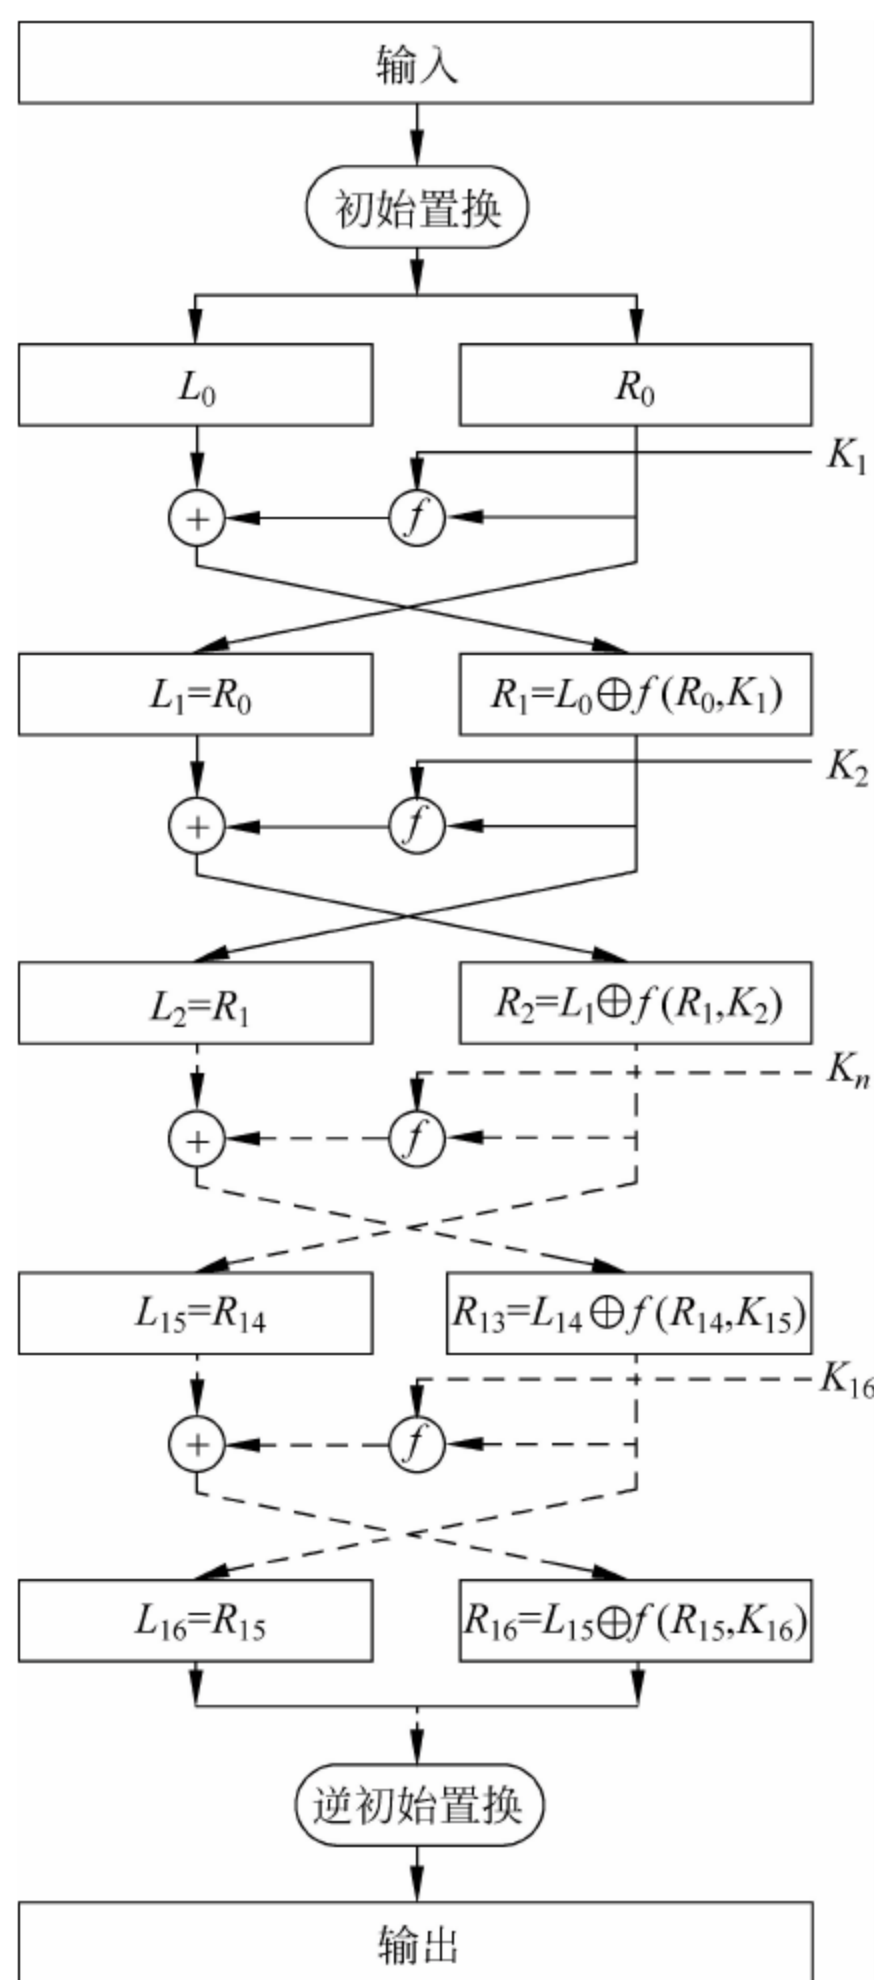 输入
初始置换
L₀
R₀
K₁
+
f
L₁=R₀
R₁=L₀⊕f(R₀,K₁)
K₂
+
f
L₂=R₁
R₂=L₁⊕f(R₁,K₂)
Kₙ
+
f
L₁₅=R₁₄
R₁₃=L₁₄⊕f(R₁₄,K₁₅)
K₁₆
+
f
L₁₆=R₁₅
R₁₆=L₁₅⊕f(R₁₅,K₁₆)
逆初始置换
输出